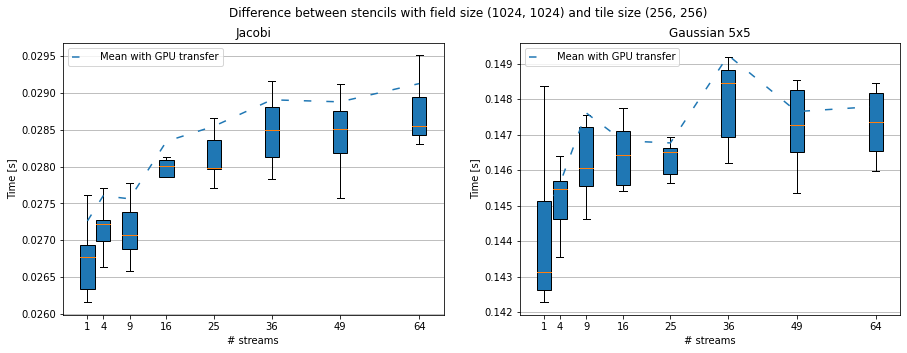 Difference between stencils with field size (1024, 1024) and tile size (256, 256)
Jacobi
Mean with GPU transfer
Time [s]
0.0295
0.0290
0.0285
0.0280
0.0275
0.0270
0.0265
0.0260
1 4 9 16 25 36 49 64
# streams
Gaussian 5x5
Mean with GPU transfer
Time [s]
0.149
0.148
0.147
0.146
0.145
0.144
0.143
0.142
1 4 9 16 25 36 49 64
# streams